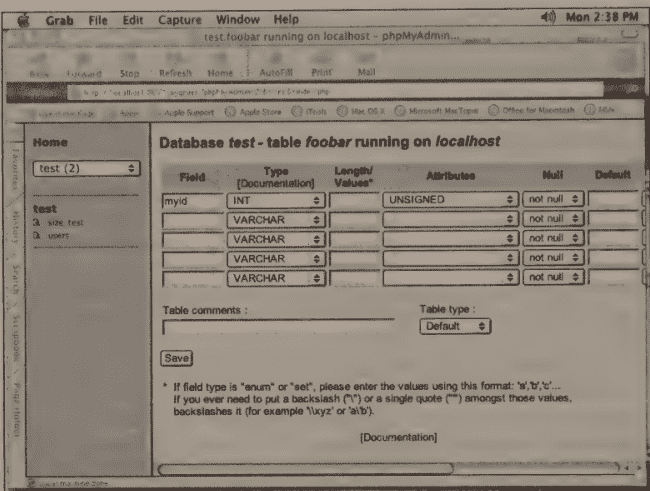 Grab File Edit Capture Window Help Mon 2:38 PM
test.foobar running on localhost – phpMyAdmin...
Back Forward Stop Refresh Home AutoFill Print Mail
Apple Support Apple Store iTools Mac OS X Microsoft MacTopia Office for Macintosh MSN
Favorites
History
Search
Scrapbook
Page Holder
Home
test (2)
test
size_test
users
Database test - table foobar running on localhost
Field Type Length/ Attributes Null Default
[Documentation] Values*
myid INT UNSIGNED not null
VARCHAR not null
VARCHAR not null
VARCHAR not null
VARCHAR not null
Table comments : Table type :
Default
Save
* If field type is "enum" or "set", please enter the values using this format: 'a','b','c'...
If you ever need to put a backslash ("\") or a single quote ("'") amongst those values,
backslashes it (for example '\\xyz' or 'a\'b').
[Documentation]